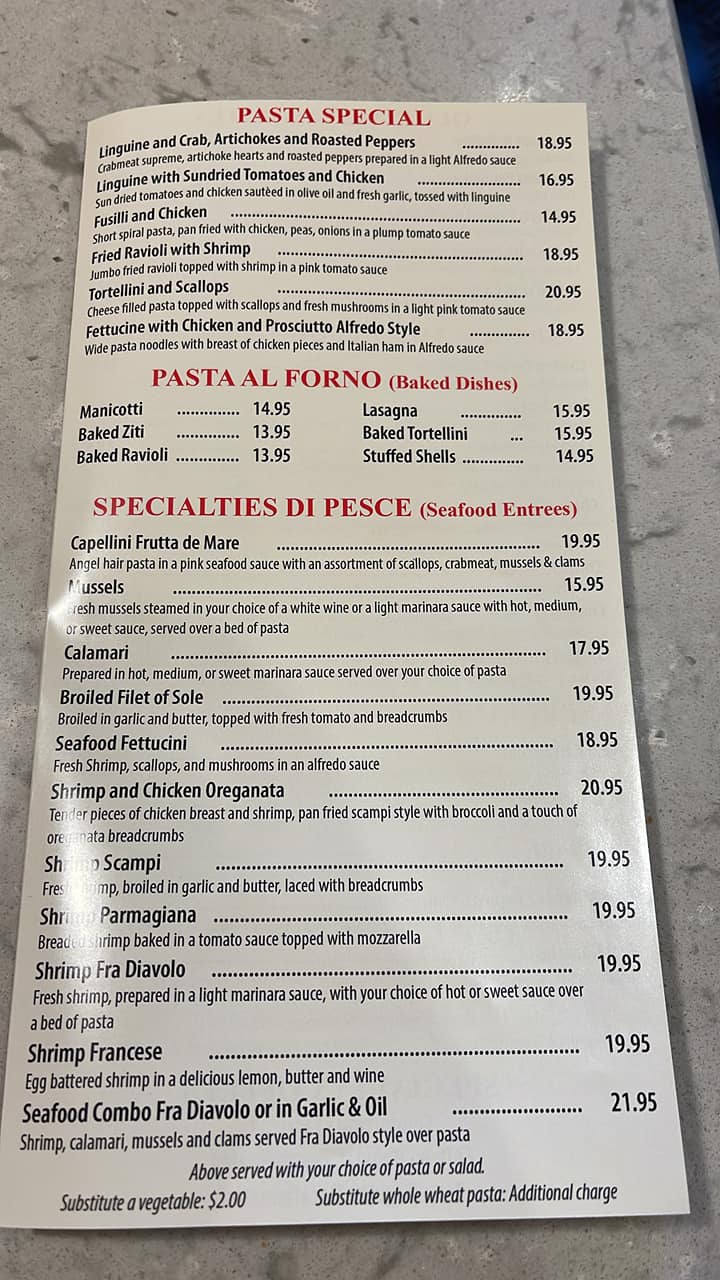 PASTA SPECIAL
Linguine and Crab, Artichokes and Roasted Peppers ............. 18.95
Crabmeat supreme, artichoke hearts and roasted peppers prepared in a light Alfredo sauce
Linguine with Sundried Tomatoes and Chicken ........................ 16.95
Sun dried tomatoes and chicken sautèed in olive oil and fresh garlic, tossed with linguine
Fusilli and Chicken .................................................................... 14.95
Short spiral pasta, pan fried with chicken, peas, onions in a plump tomato sauce
Fried Ravioli with Shrimp ......................................................... 18.95
Jumbo fried ravioli topped with shrimp in a pink tomato sauce
Tortellini and Scallops ......................................................... 20.95
Cheese filled pasta topped with scallops and fresh mushrooms in a light pink tomato sauce
Fettucine with Chicken and Prosciutto Alfredo Style .............. 18.95
Wide pasta noodles with breast of chicken pieces and Italian ham in Alfredo sauce
PASTA AL FORNO (Baked Dishes)
Manicotti .............. 14.95 Lasagna ............. 15.95
Baked Ziti .............. 13.95 Baked Tortellini ... 15.95
Baked Ravioli .............. 13.95 Stuffed Shells ............. 14.95
SPECIALTIES DI PESCE (Seafood Entrees)
Capellini Frutta de Mare ......................................................... 19.95
Angel hair pasta in a pink seafood sauce with an assortment of scallops, crabmeat, mussels & clams
Mussels ................................................................................ 15.95
Fresh mussels steamed in your choice of a white wine or a light marinara sauce with hot, medium,
or sweet sauce, served over a bed of pasta
Calamari ................................................................................ 17.95
Prepared in hot, medium, or sweet marinara sauce served over your choice of pasta
Broiled Filet of Sole ..................................................................... 19.95
Broiled in garlic and butter, topped with fresh tomato and breadcrumbs
Seafood Fettucini ..................................................................... 18.95
Fresh Shrimp, scallops, and mushrooms in an alfredo sauce
Shrimp and Chicken Oreganata ................................................ 20.95
Tender pieces of chicken breast and shrimp, pan fried scampi style with broccoli and a touch of
oreganata breadcrumbs
Shrimp Scampi ..................................................................... 19.95
Fresh shrimp, broiled in garlic and butter, laced with breadcrumbs
Shrimp Parmagiana ..................................................................... 19.95
Breaded shrimp baked in a tomato sauce topped with mozzarella
Shrimp Fra Diavolo ..................................................................... 19.95
Fresh shrimp, prepared in a light marinara sauce, with your choice of hot or sweet sauce over
a bed of pasta
Shrimp Francese ..................................................................... 19.95
Egg battered shrimp in a delicious lemon, butter and wine
Seafood Combo Fra Diavolo or in Garlic & Oil ........................ 21.95
Shrimp, calamari, mussels and clams served Fra Diavolo style over pasta
Above served with your choice of pasta or salad.
Substitute a vegetable: $2.00 Substitute whole wheat pasta: Additional charge